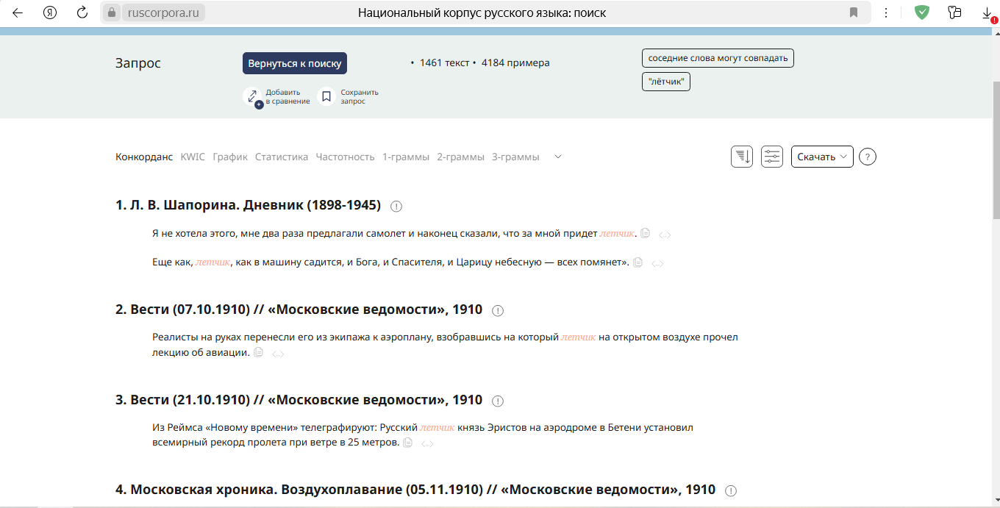 ruscorpora.ru
Национальный корпус русского языка: поиск
Запрос
Вернуться к поиску
• 1461 текст • 4184 примера
соседние слова могут совпадать
"лётчик"
Добавить
в сравнение
Сохранить
запрос
Конкорданс KWIC График Статистика Частотность 1-граммы 2-граммы 3-граммы
Скачать
?
1. Л. В. Шапорина. Дневник (1898-1945)
Я не хотела этого, мне два раза предлагали самолет и наконец сказали, что за мной придет летчик. <...>
Еще как, летчик, как в машину садится, и Бога, и Спасителя, и Царицу небесную — всех помянет». <...>
2. Вести (07.10.1910) // «Московские ведомости», 1910
Реалисты на руках перенесли его из экипажа к аэроплану, взобравшись на который летчик на открытом воздухе прочел
лекцию об авиации. <...>
3. Вести (21.10.1910) // «Московские ведомости», 1910
Из Реймса «Новому времени» телеграфируют: Русский летчик князь Эристов на аэродроме в Бетени установил
всемирный рекорд пролета при ветре в 25 метров. <...>
4. Московская хроника. Воздухоплавание (05.11.1910) // «Московские ведомости», 1910